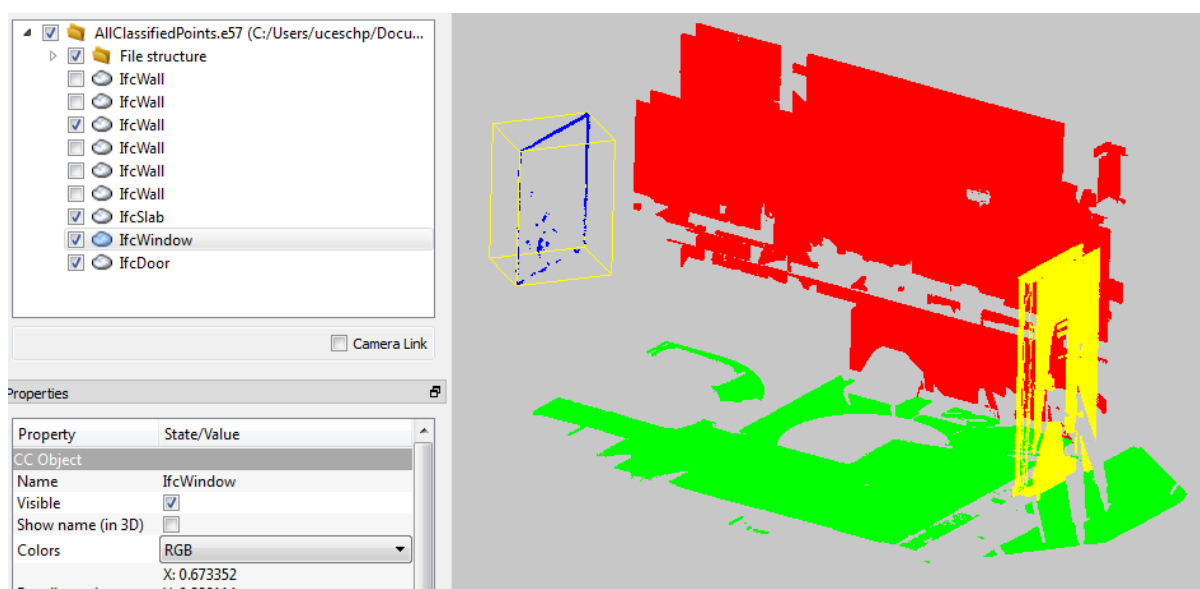 AllClassifiedPoints.e57 (C:/Users/uceschp/Docu...
File structure
IfcWall
IfcWall
IfcWall
IfcWall
IfcWall
IfcWall
IfcSlab
IfcWindow
IfcDoor
Camera Link
Properties
Property State/Value
CC Object
Name IfcWindow
Visible
Show name (in 3D)
Colors RGB
X: 0.673352